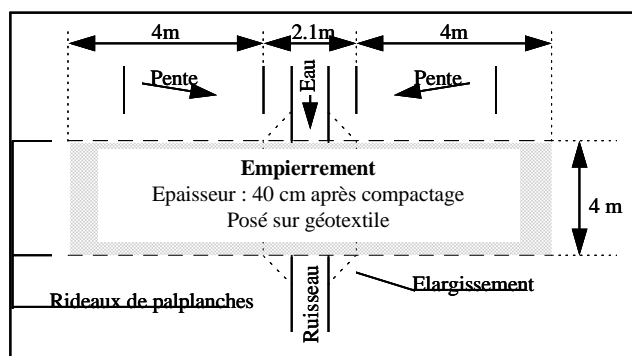 4m 2.1m 4m
Pente Eau Pente
Empierrement
Epaisseur : 40 cm après compactage
Posé sur géotextile
4 m
Rideaux de palplanches
Ruisseau
Elargissement